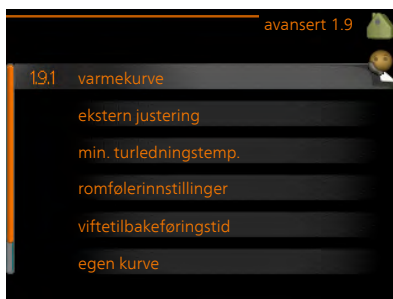 avansert 1.9
1.9.1 varmekurve
ekstern justering
min. turledningstemp.
romfølerinnstillinger
viftetilbakeføringstid
egen kurve